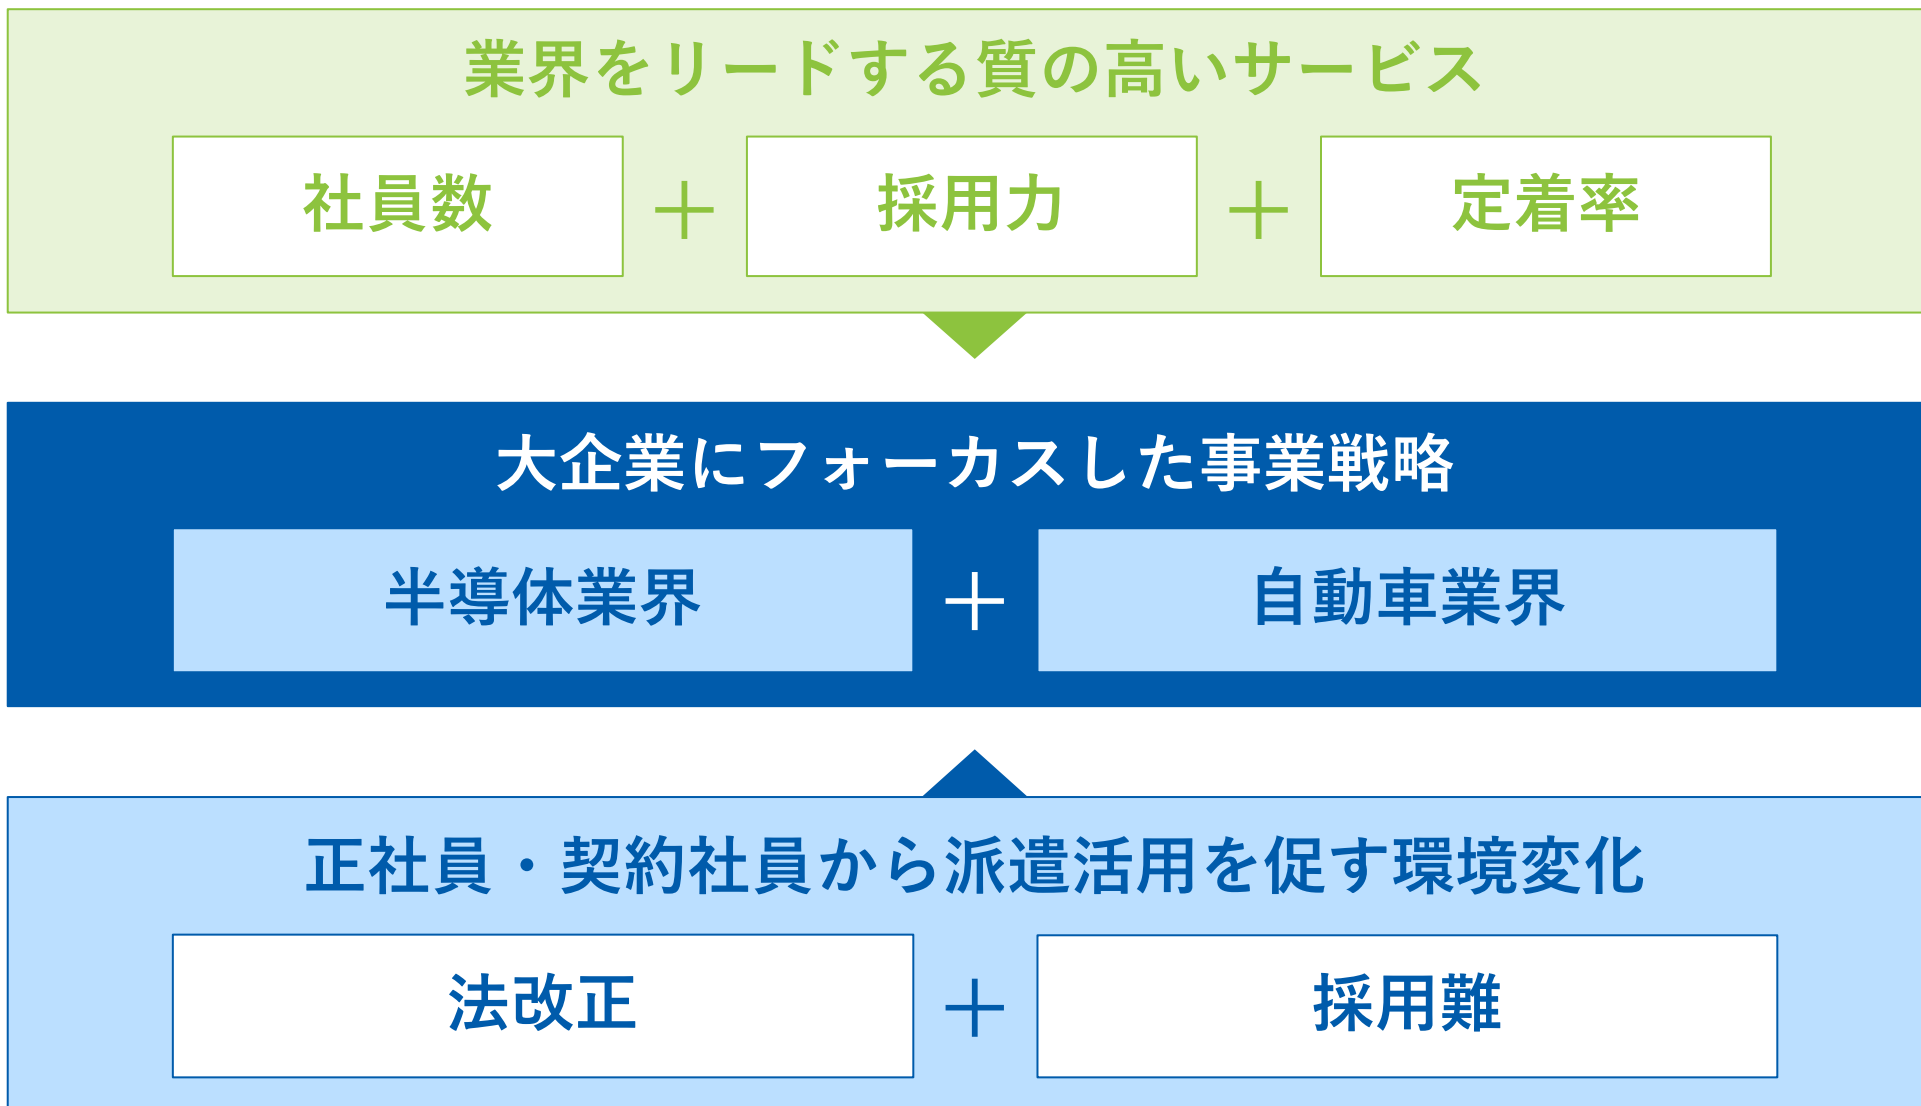 業界をリードする質の高いサービス
社員数 + 採用力 + 定着率
大企業にフォーカスした事業戦略
半導体業界 + 自動車業界
正社員・契約社員から派遣活用を促す環境変化
法改正 + 採用難